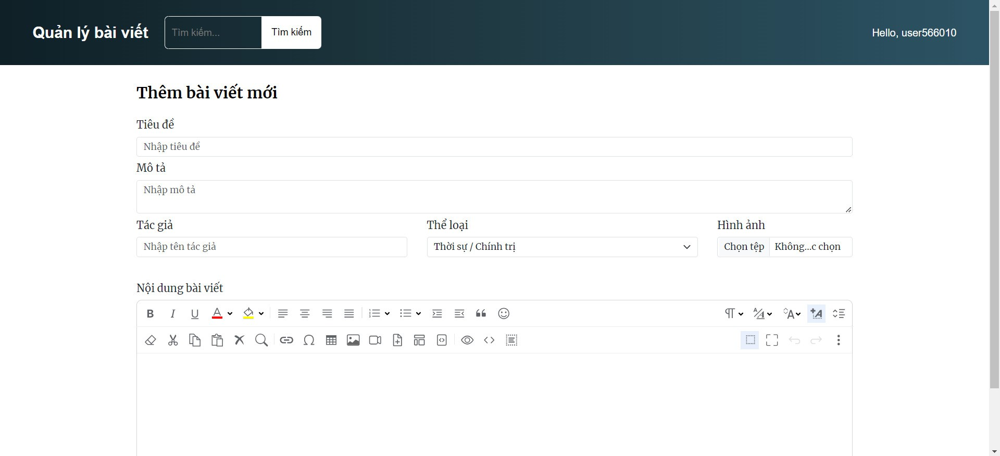 Quản lý bài viết
Tìm kiếm...
Tìm kiếm
Hello, user566010
Thêm bài viết mới
Tiêu đề
Nhập tiêu đề
Mô tả
Nhập mô tả
Tác giả
Thể loại
Hình ảnh
Nhập tên tác giả
Thời sự / Chính trị
Chọn tệp
Không...c chọn
Nội dung bài viết